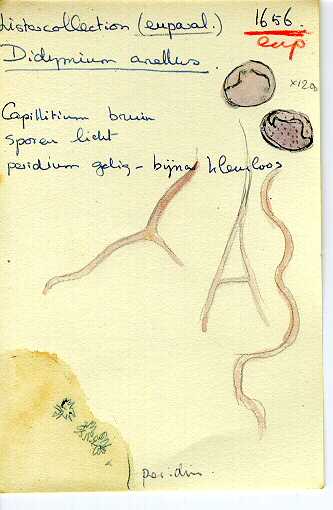 Listercollection (euparal.) 1656.
eup
Didymium anellus.
x1200
Capillitium bruin
sporen licht
peridium gelig - bijna kleurloos
peridium.